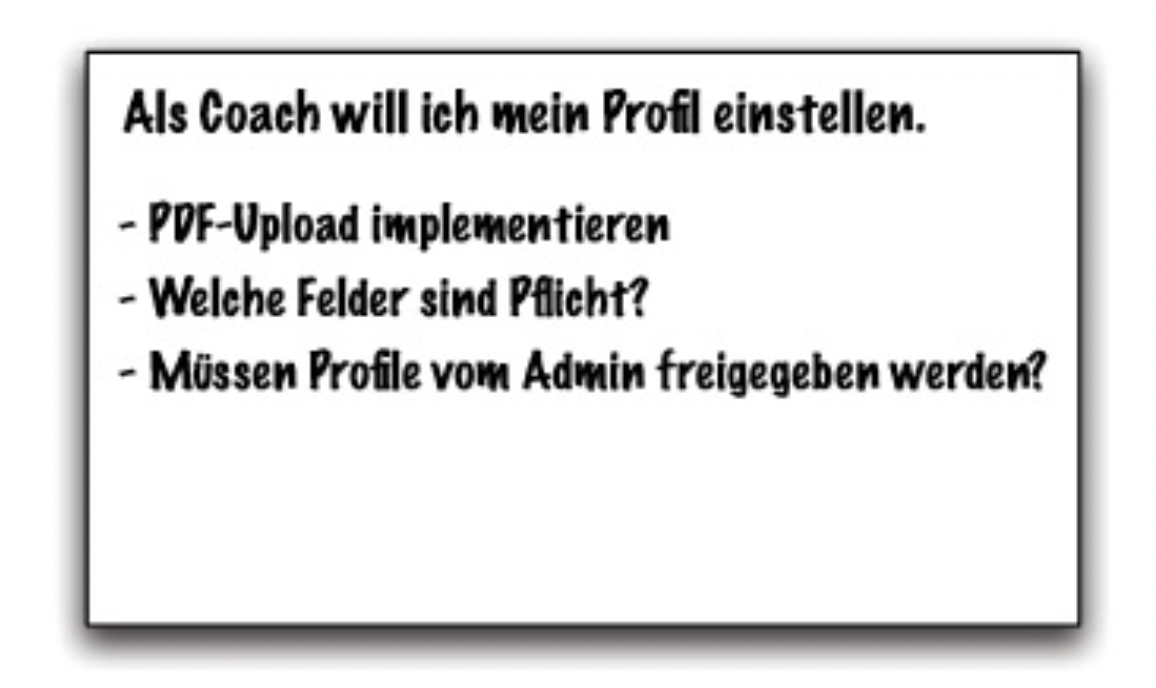 Als Coach will ich mein Profil einstellen.
- PDF-Upload implementieren
- Welche Felder sind Pflicht?
- Müssen Profile vom Admin freigegeben werden?